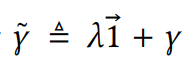 γ̃ ≜ λ1⃗ + γ